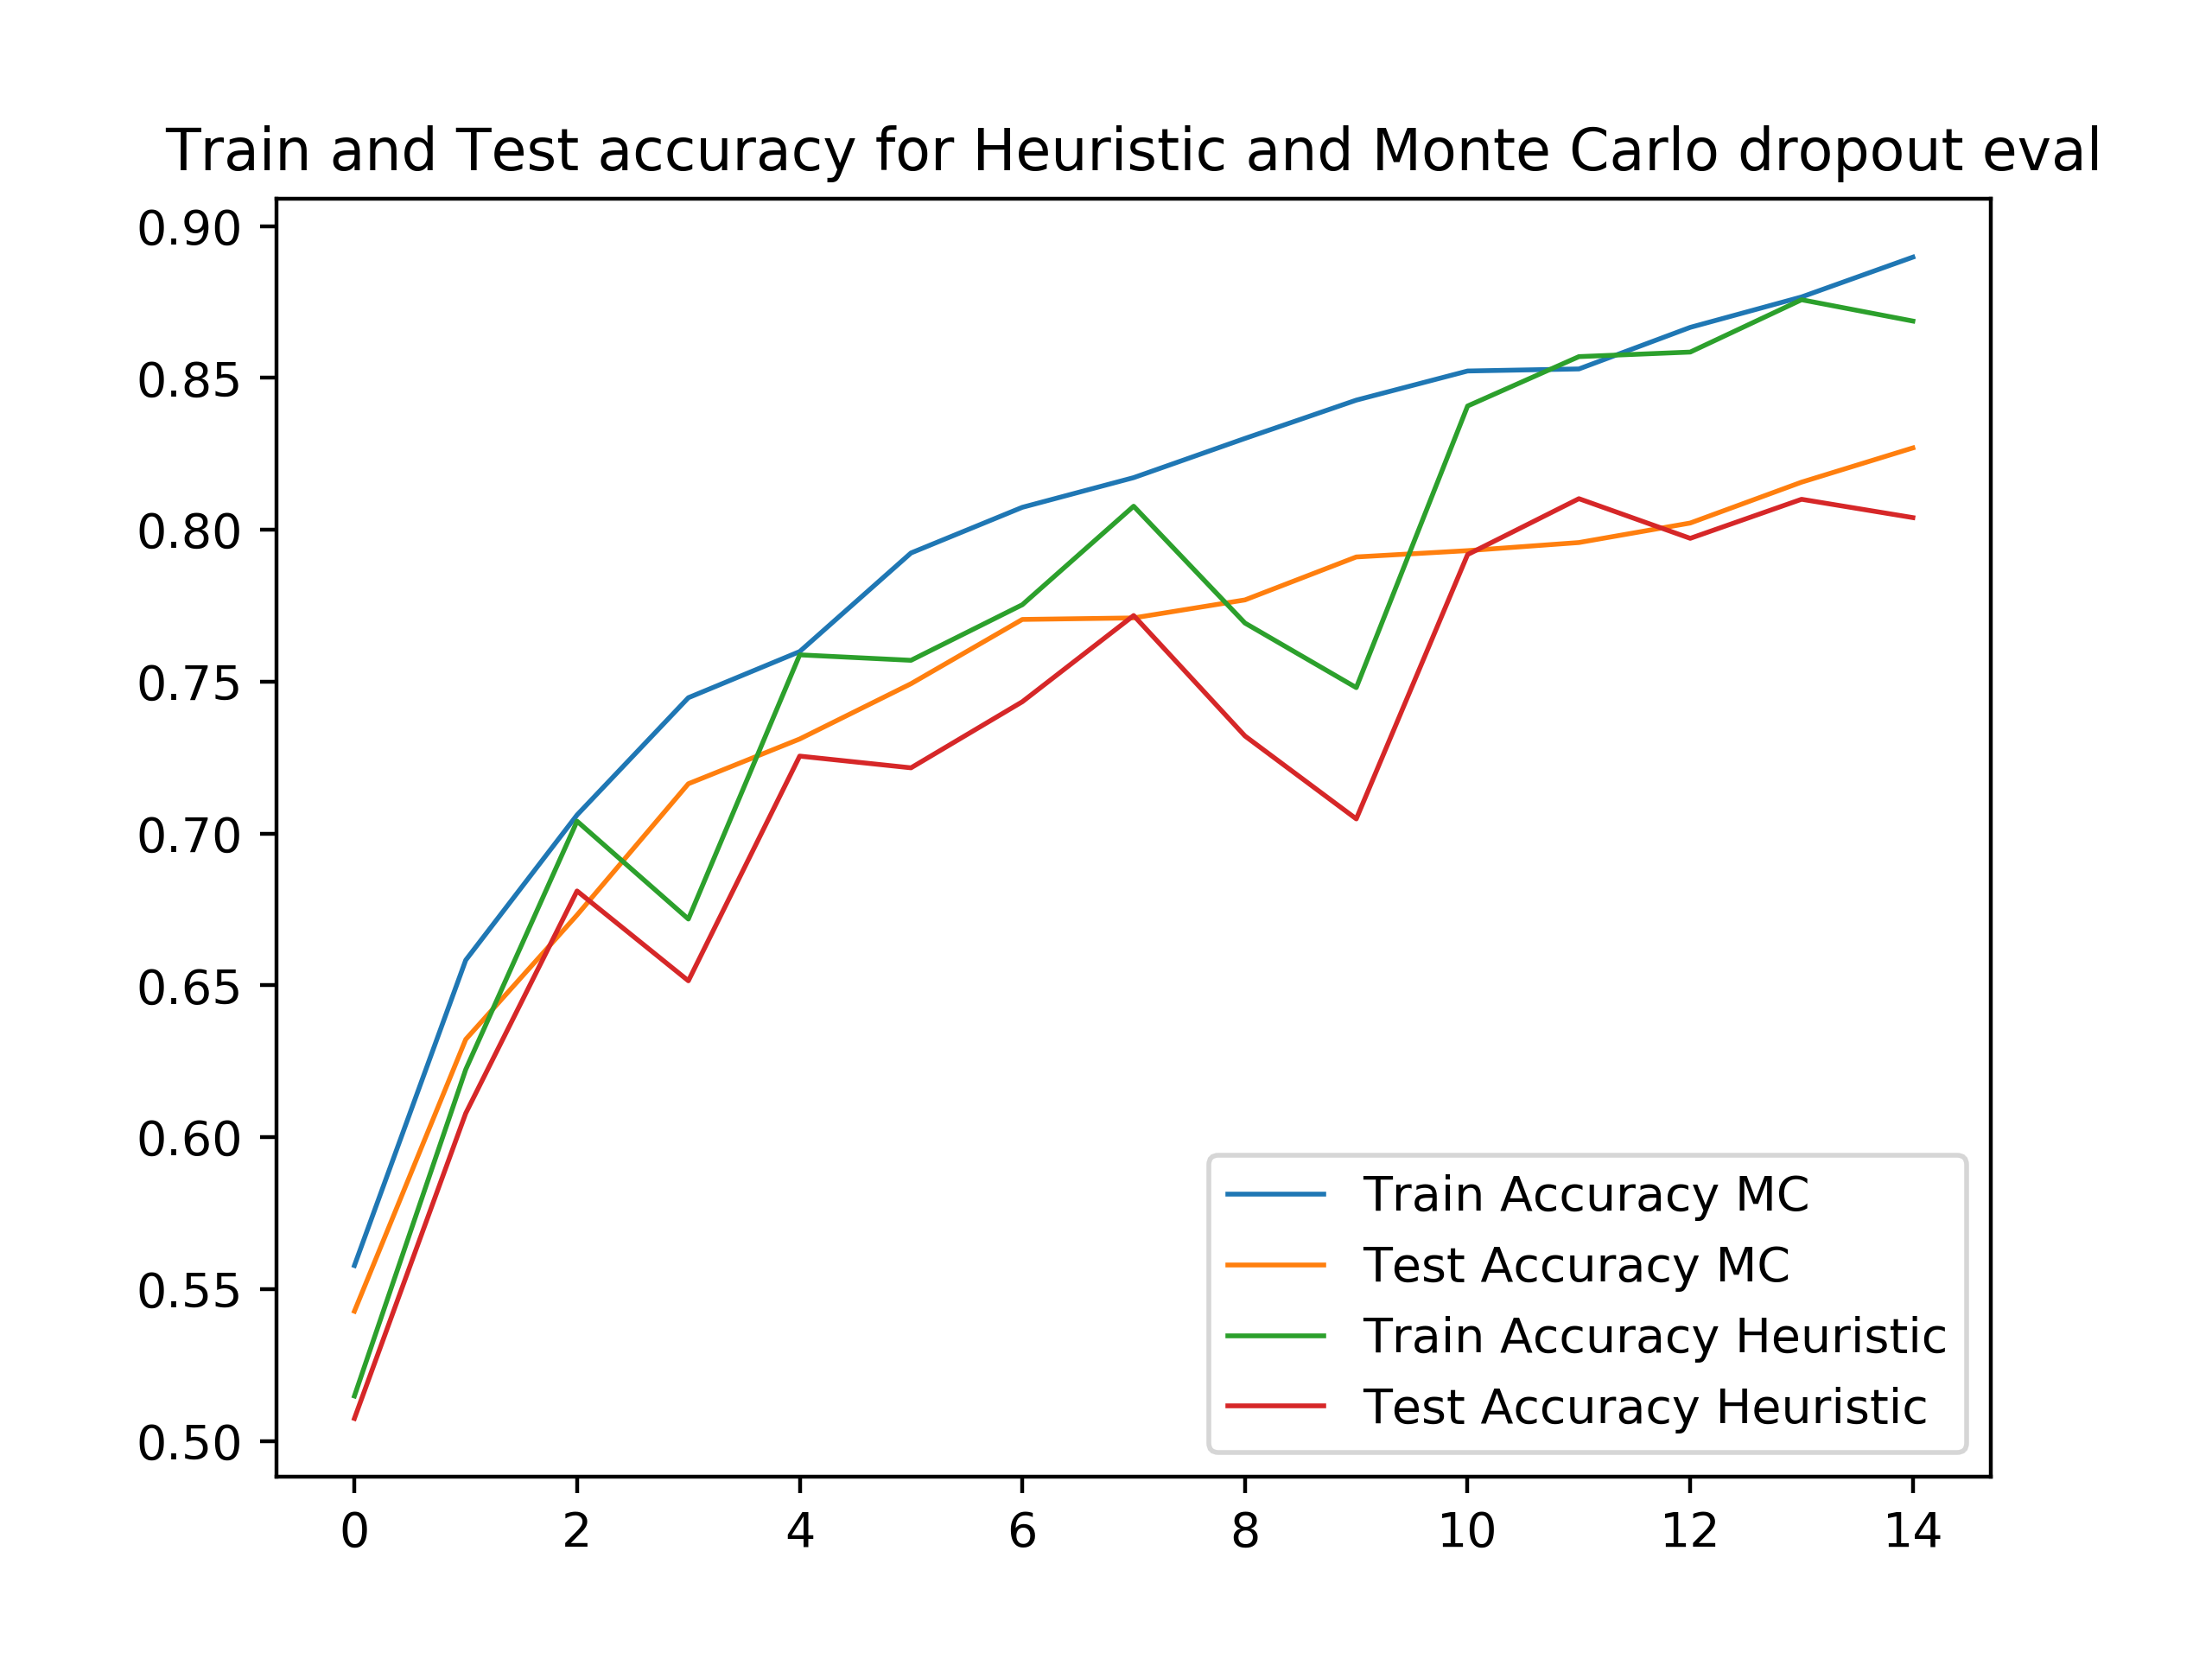 Train and Test accuracy for Heuristic and Monte Carlo dropout eval
0.90
0.85
0.80
0.75
0.70
0.65
0.60
0.55
0.50
Train Accuracy MC
Test Accuracy MC
Train Accuracy Heuristic
Test Accuracy Heuristic
0 2 4 6 8 10 12 14